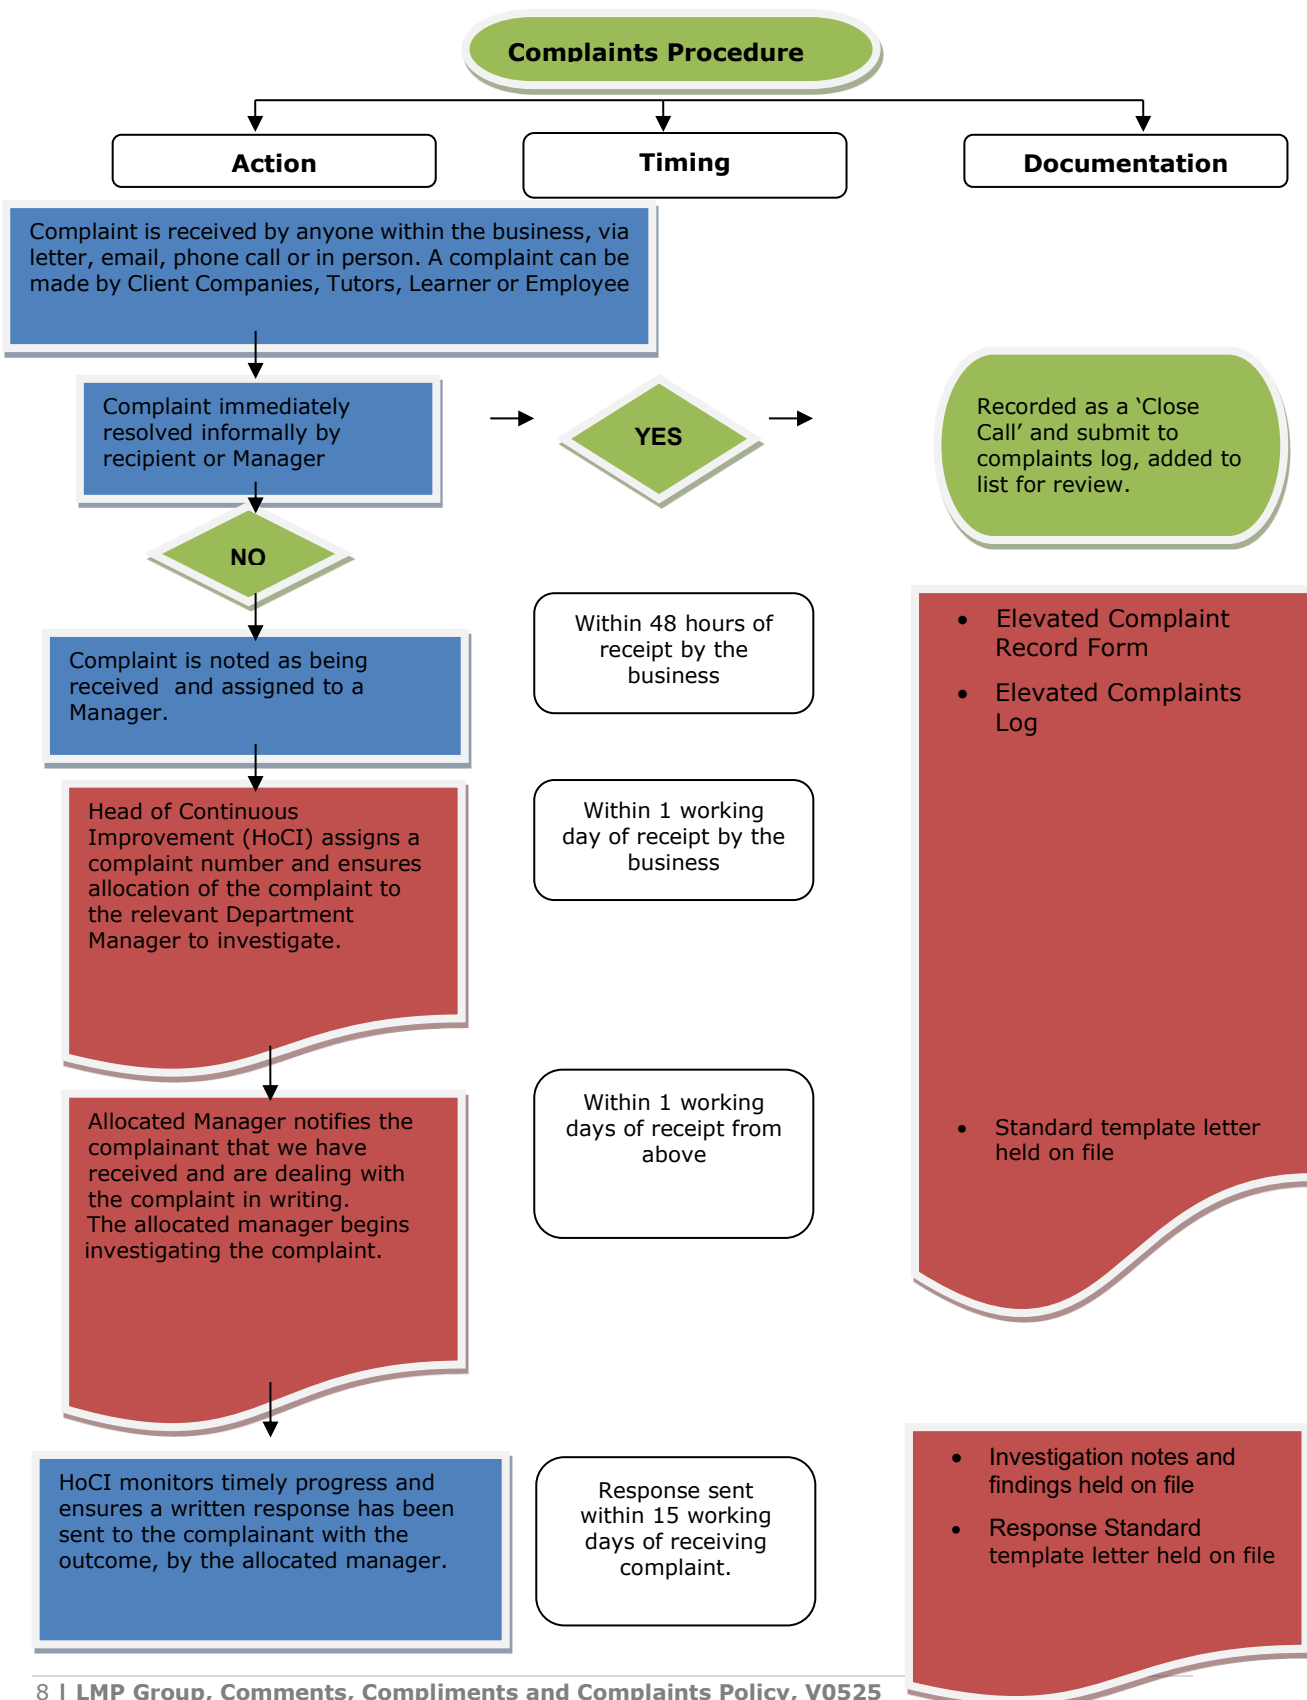 Complaints Procedure
Action
Timing
Documentation
Complaint is received by anyone within the business, via
letter, email, phone call or in person. A complaint can be
made by Client Companies, Tutors, Learner or Employee
Complaint immediately
resolved informally by
recipient or Manager
YES
Recorded as a ‘Close
Call’ and submit to
complaints log, added to
list for review.
NO
Complaint is noted as being
received  and assigned to a
Manager.
Within 48 hours of
receipt by the
business
• Elevated Complaint
Record Form
• Elevated Complaints
Log
Head of Continuous
Improvement (HoCI) assigns a
complaint number and ensures
allocation of the complaint to
the relevant Department
Manager to investigate.
Within 1 working
day of receipt by the
business
Allocated Manager notifies the
complainant that we have
received and are dealing with
the complaint in writing.
The allocated manager begins
investigating the complaint.
Within 1 working
days of receipt from
above
• Standard template letter
held on file
HoCI monitors timely progress and
ensures a written response has been
sent to the complainant with the
outcome, by the allocated manager.
Response sent
within 15 working
days of receiving
complaint.
• Investigation notes and
findings held on file
• Response Standard
template letter held on file
8 | LMP Group, Comments, Compliments and Complaints Policy, V0525